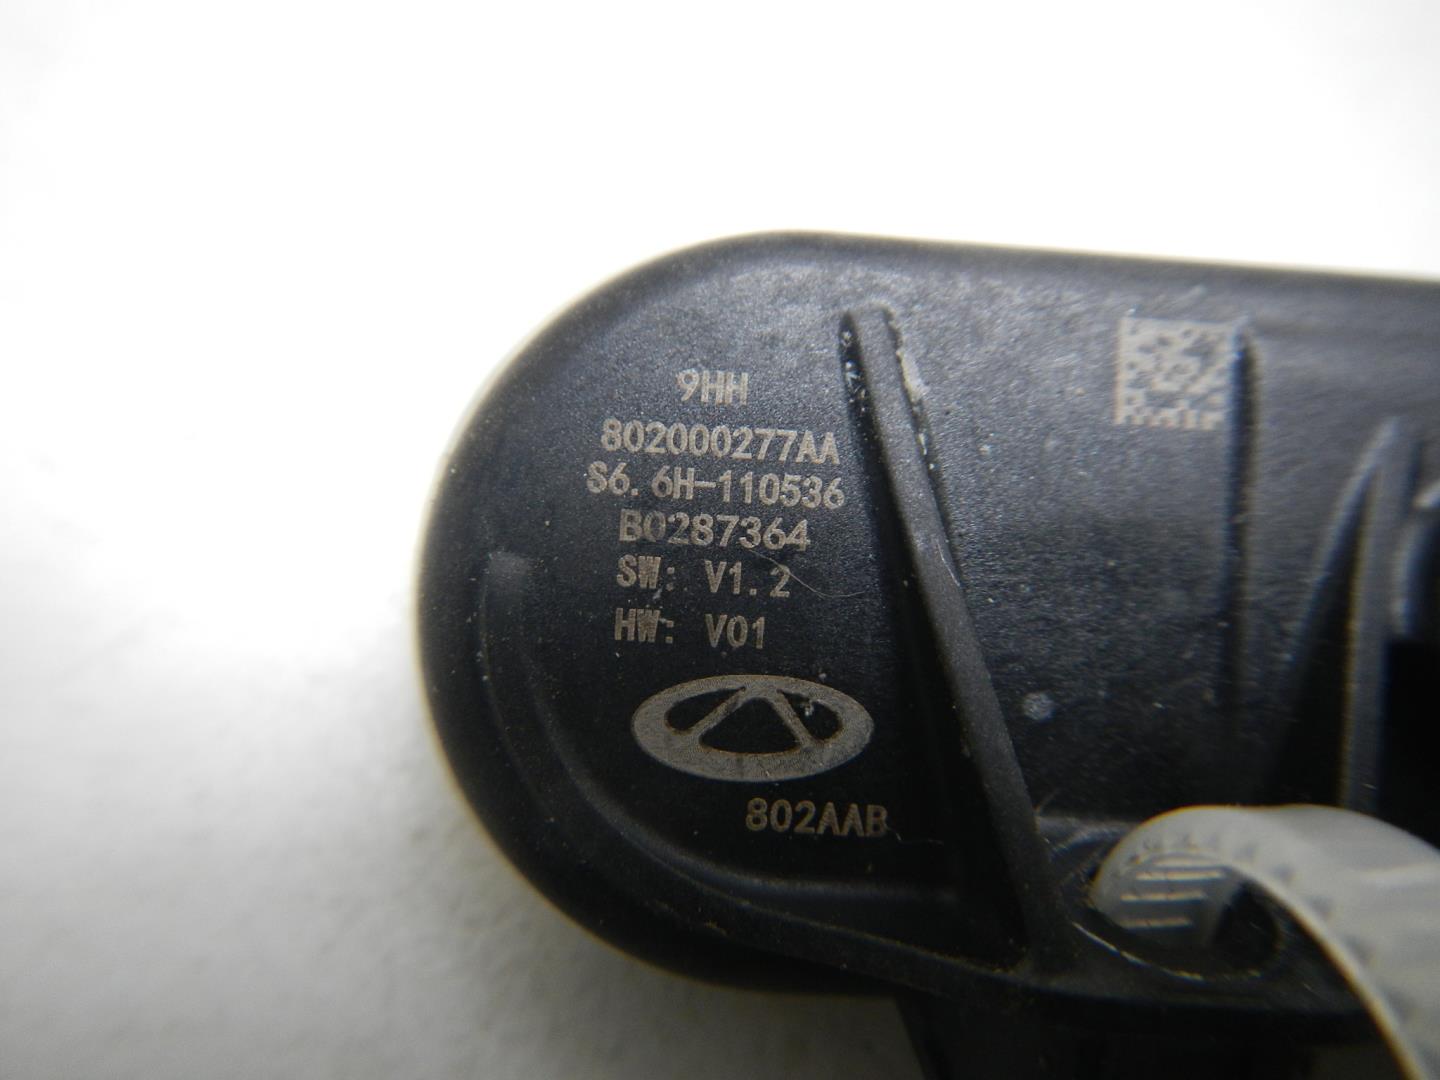 9HH
802000277AA
S6.6H-110536
B0287364
SW: V1.2
HW: V01
802AAB